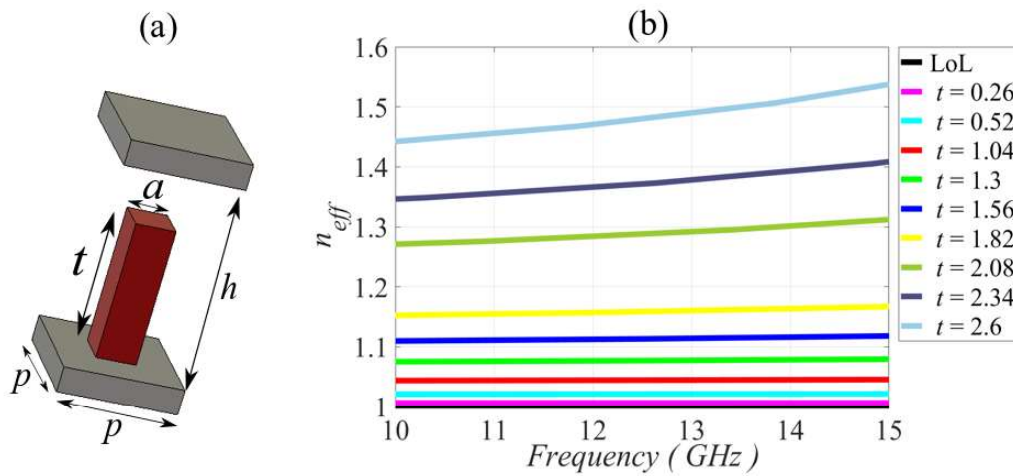 (a)
a
t
h
p
p
(b)
1.6
1.5
1.4
1.3
1.2
1.1
1
n_eff
10 11 12 13 14 15
Frequency ( GHz )
LoL
t = 0.26
t = 0.52
t = 1.04
t = 1.3
t = 1.56
t = 1.82
t = 2.08
t = 2.34
t = 2.6